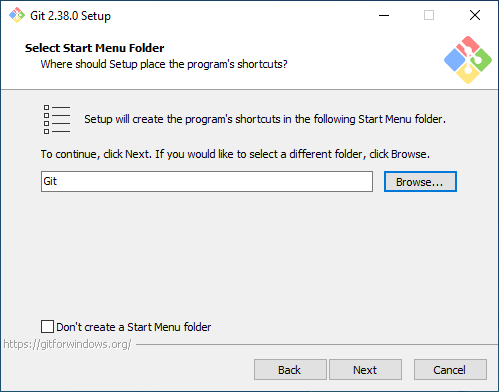 Git 2.38.0 Setup
Select Start Menu Folder
Where should Setup place the program's shortcuts?
Setup will create the program's shortcuts in the following Start Menu folder.
To continue, click Next. If you would like to select a different folder, click Browse.
Git
Browse...
Don't create a Start Menu folder
https://gitforwindows.org/
Back
Next
Cancel